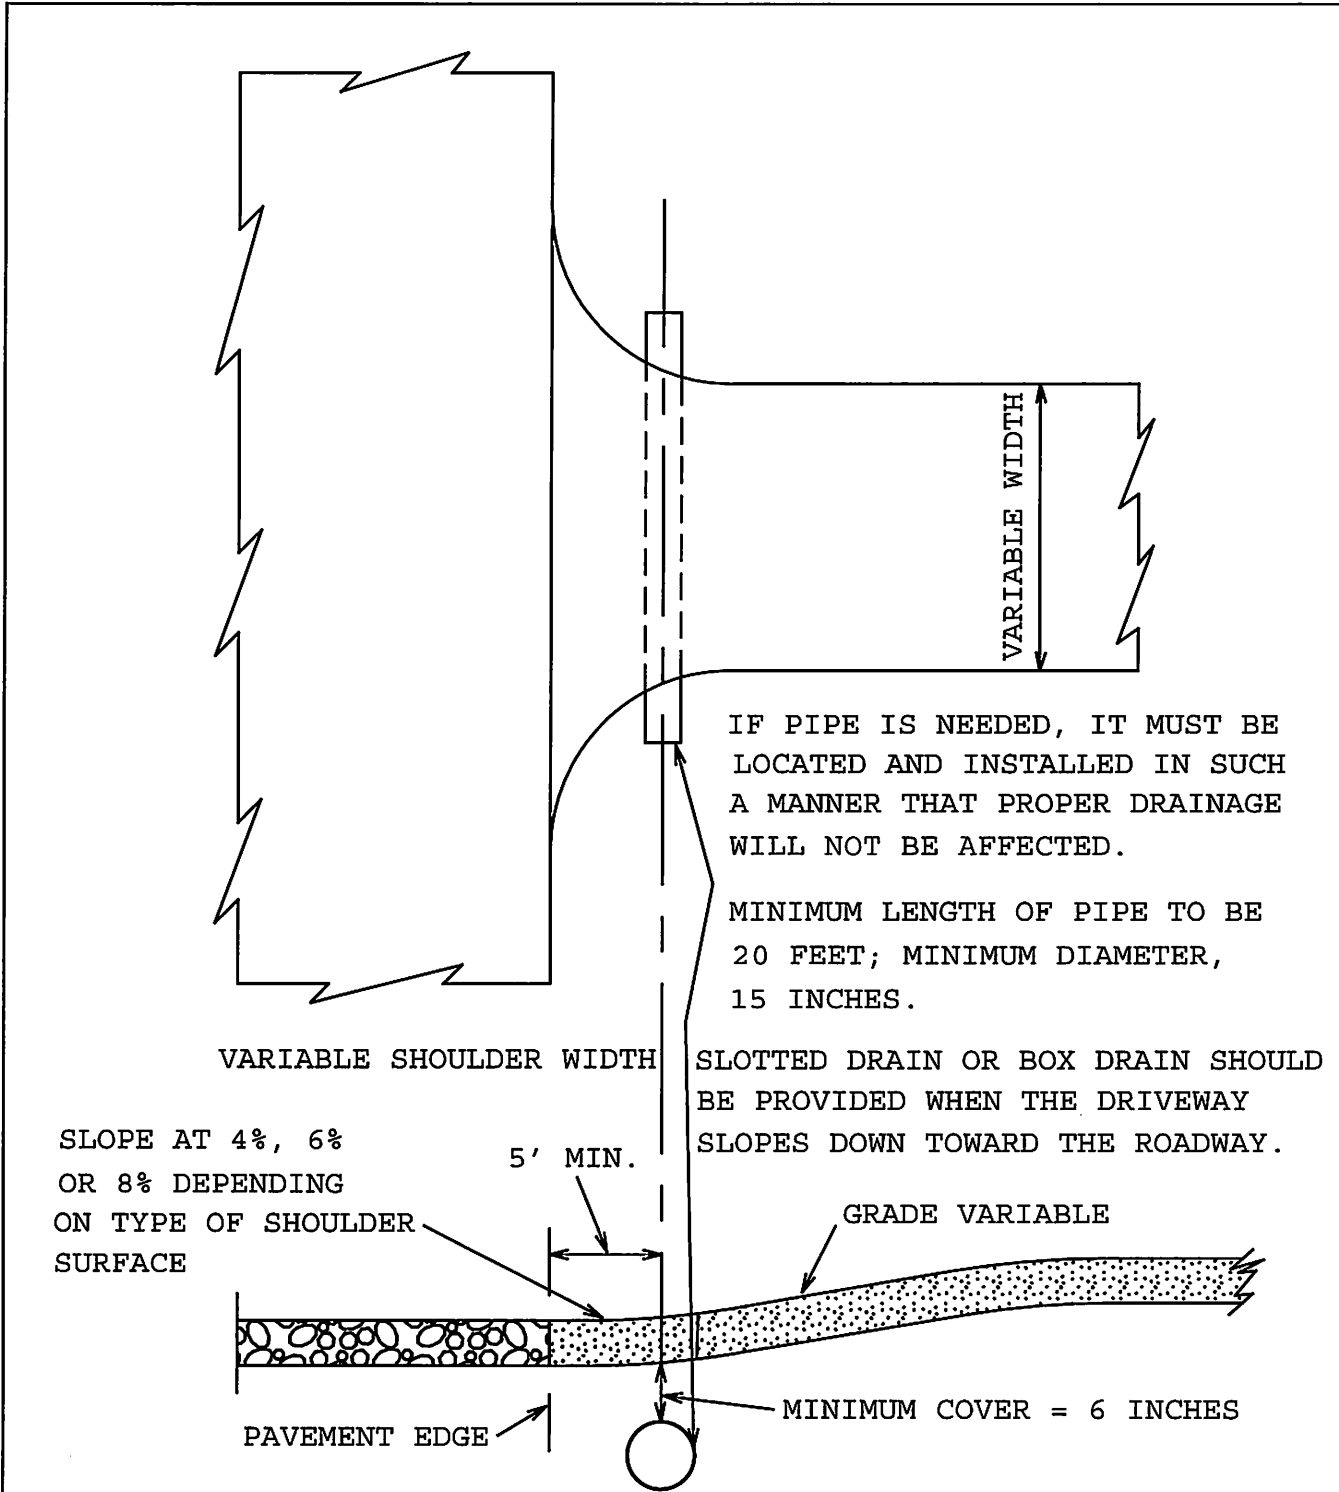 VARIABLE WIDTH
IF PIPE IS NEEDED, IT MUST BE
LOCATED AND INSTALLED IN SUCH
A MANNER THAT PROPER DRAINAGE
WILL NOT BE AFFECTED.
MINIMUM LENGTH OF PIPE TO BE
20 FEET; MINIMUM DIAMETER,
15 INCHES.
VARIABLE SHOULDER WIDTH
SLOTTED DRAIN OR BOX DRAIN SHOULD
BE PROVIDED WHEN THE DRIVEWAY
SLOPES DOWN TOWARD THE ROADWAY.
SLOPE AT 4%, 6%
OR 8% DEPENDING
ON TYPE OF SHOULDER
SURFACE
5' MIN.
GRADE VARIABLE
MINIMUM COVER = 6 INCHES
PAVEMENT EDGE